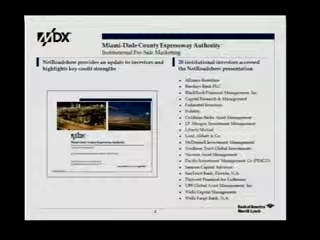 MDX
Miami-Dade County Expressway Authority
Institutional Pre-Sale Marketing
NetRoadshow provides an update to investors and
highlights key credit strengths
20 institutional investors accessed
the NetRoadshow presentation
Alliance Bernstein
Barclays Bank PLC
BlackRock Financial Management, Inc.
Capital Research & Management
Federated Investors
Fidelity
Goldman Sachs Asset Management
J.P. Morgan Investment Management
Liberty Mutual
Lord, Abbett & Co.
McDonnell Investment Management
Northern Trust Global Investments
Nuveen Asset Management
Pacific Investment Management Co (PIMCO)
Samson Capital Advisors
SunTrust Bank, Florida, N.A.
Thrivent Financial for Lutherans
UBS Global Asset Management, Inc
Wells Capital Management
Wells Fargo Bank, N.A.
Bank of America
Merrill Lynch